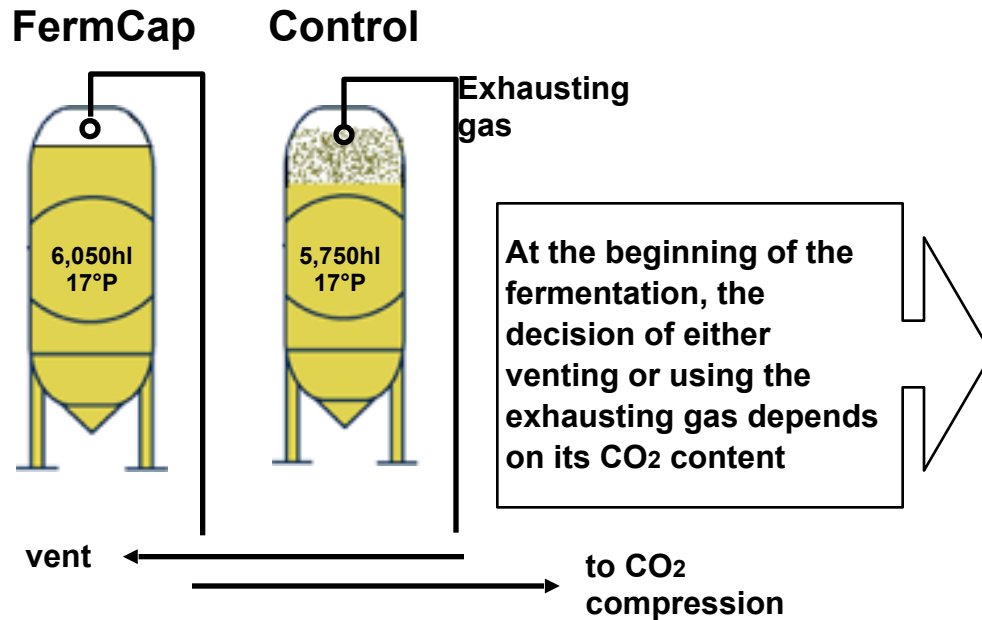 FermCap
Control
Exhausting
gas
6,050hl
17°P
5,750hl
17°P
At the beginning of the
fermentation, the
decision of either
venting or using the
exhausting gas depends
on its CO₂ content
vent
to CO₂
compression